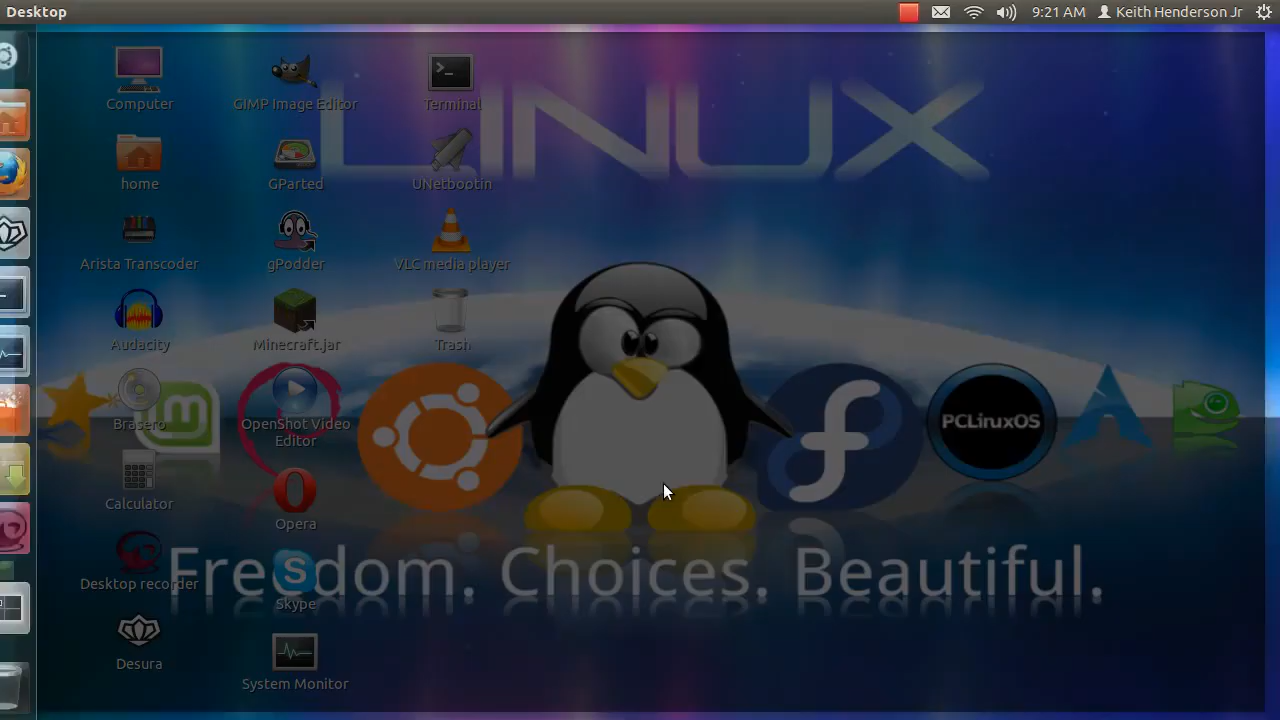 Desktop
9:21 AM
Keith Henderson Jr
LINUX
Computer
GIMP Image Editor
Terminal
home
GParted
UNetbootin
Arista Transcoder
gPodder
VLC media player
Audacity
Minecraft.jar
Trash
Brasero
OpenShot Video
Editor
PCLinuxOS
Calculator
Opera
Desktop recorder
Skype
Freedom. Choices. Beautiful.
Desura
System Monitor